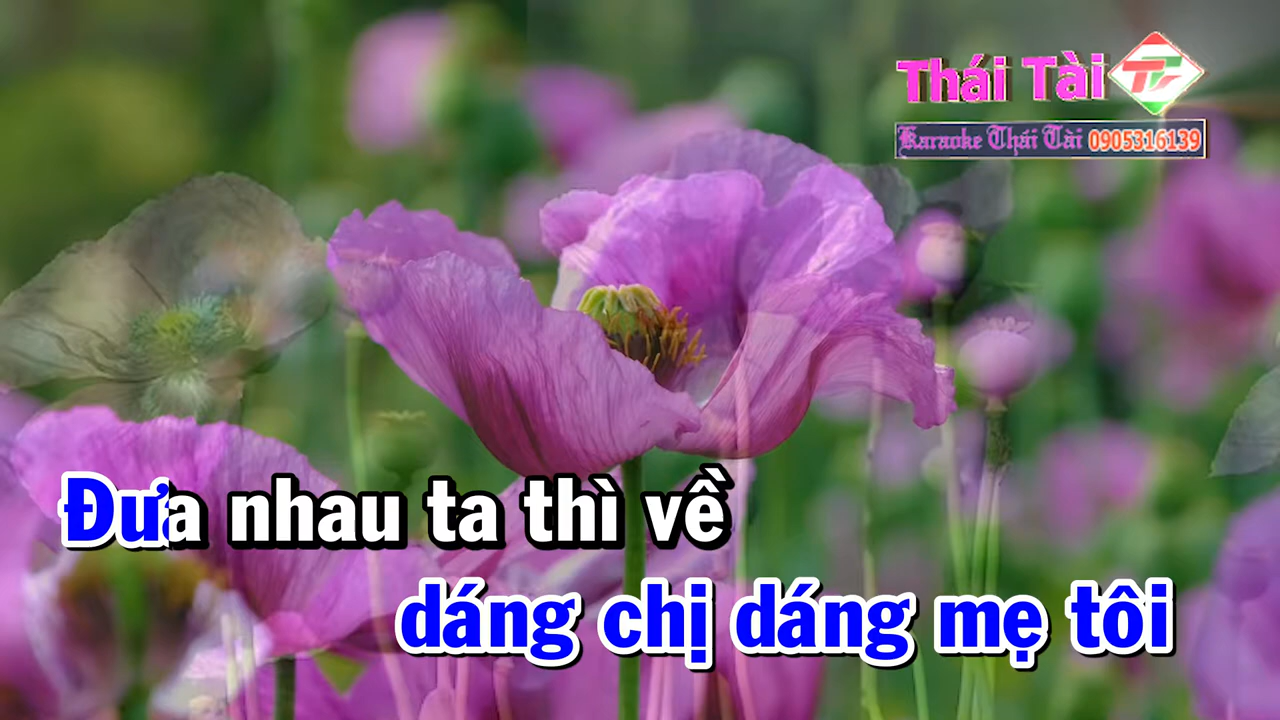 Thái Tài
Karaoke Thái Tài 0905316139
Đưa nhau ta thì về
dáng chị dáng mẹ tôi